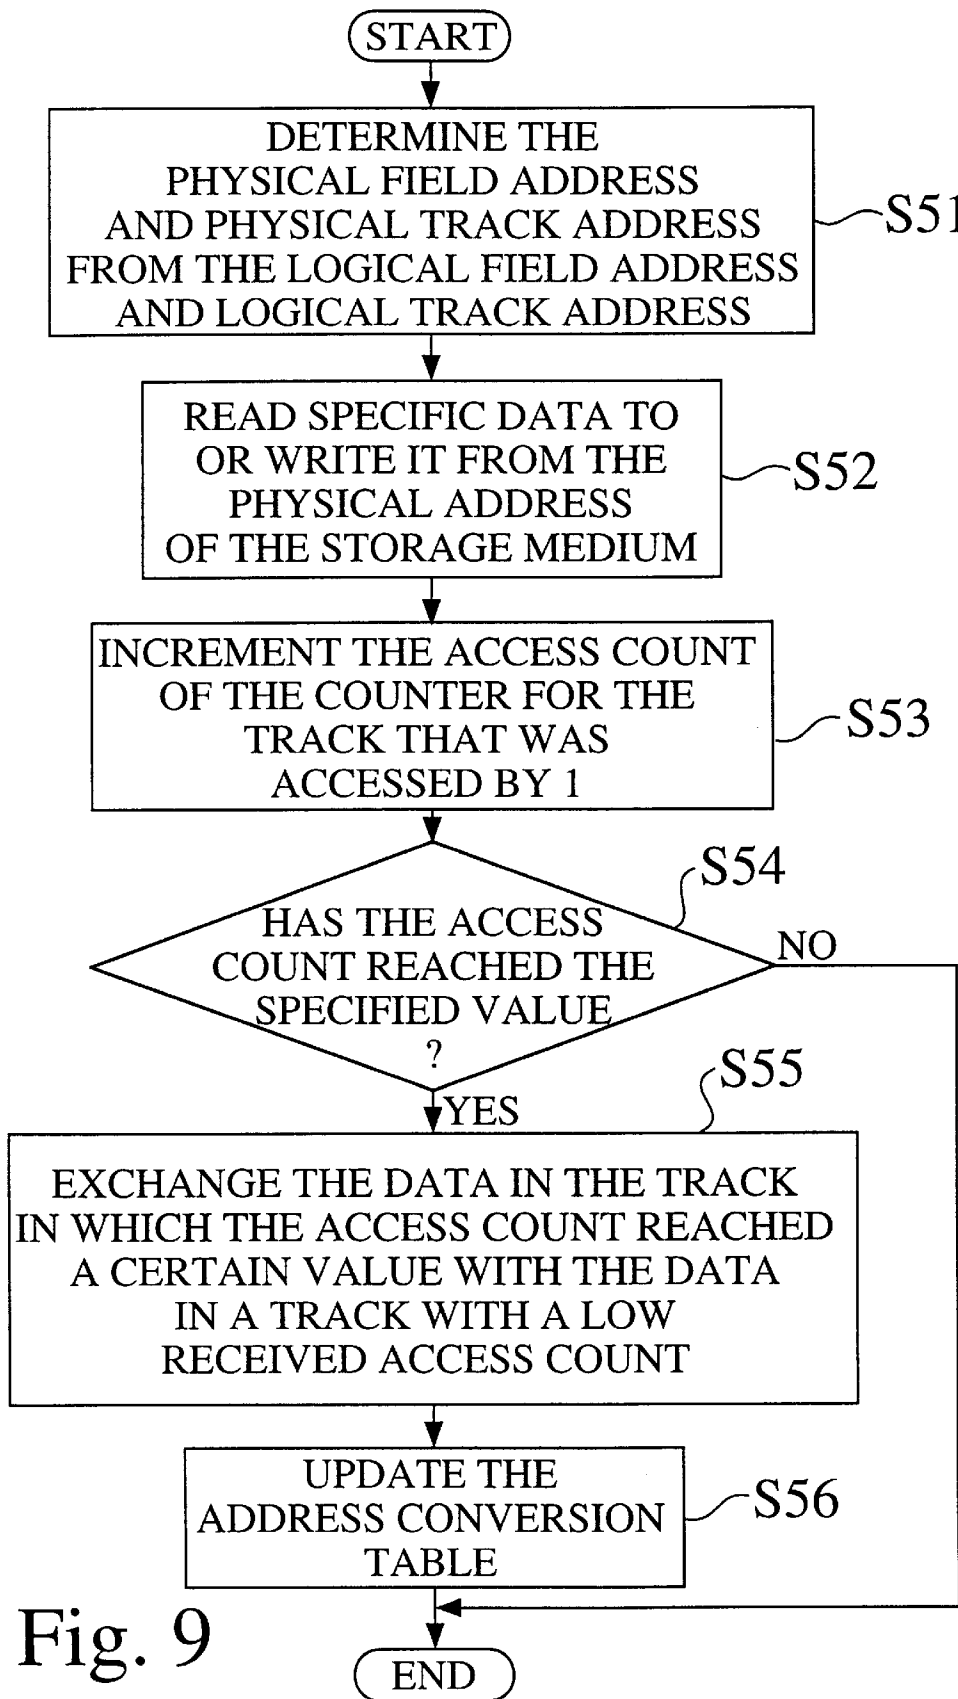 START
DETERMINE THE
PHYSICAL FIELD ADDRESS
AND PHYSICAL TRACK ADDRESS
FROM THE LOGICAL FIELD ADDRESS
AND LOGICAL TRACK ADDRESS
S51
READ SPECIFIC DATA TO
OR WRITE IT FROM THE
PHYSICAL ADDRESS
OF THE STORAGE MEDIUM
S52
INCREMENT THE ACCESS COUNT
OF THE COUNTER FOR THE
TRACK THAT WAS
ACCESSED BY 1
S53
HAS THE ACCESS
COUNT REACHED THE
SPECIFIED VALUE
?
S54
NO
YES
S55
EXCHANGE THE DATA IN THE TRACK
IN WHICH THE ACCESS COUNT REACHED
A CERTAIN VALUE WITH THE DATA
IN A TRACK WITH A LOW
RECEIVED ACCESS COUNT
UPDATE THE
ADDRESS CONVERSION
TABLE
S56
Fig. 9
END